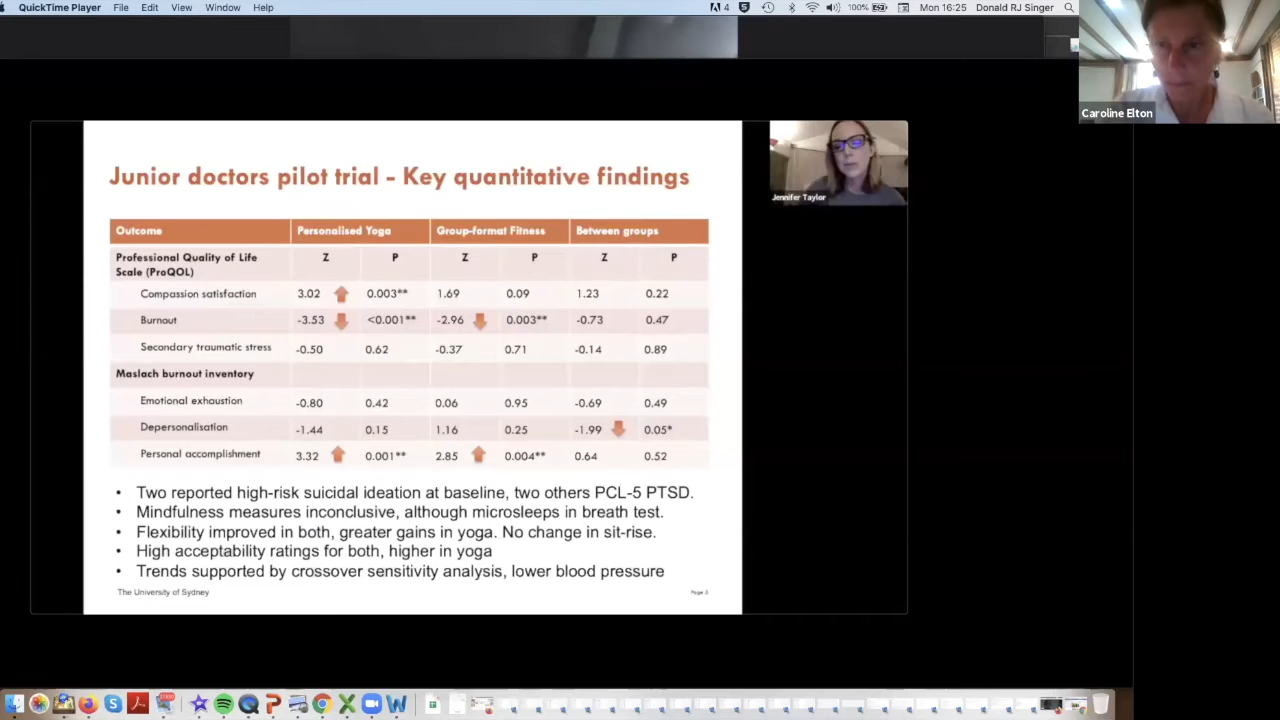 QuickTime Player File Edit View Window Help 4 100% Mon 16:25 Donald RJ Singer
Caroline Elton
Jennifer Taylor
Junior doctors pilot trial - Key quantitative findings
Outcome Personalised Yoga Group-format Fitness Between groups
Professional Quality of Life Z P Z P Z P
Scale (ProQOL)
Compassion satisfaction 3.02 0.003** 1.69 0.09 1.23 0.22
Burnout -3.53 <0.001** -2.96 0.003** -0.73 0.47
Secondary traumatic stress -0.50 0.62 -0.37 0.71 -0.14 0.89
Maslach burnout inventory
Emotional exhaustion -0.80 0.42 0.06 0.95 -0.69 0.49
Depersonalisation -1.44 0.15 1.16 0.25 -1.99 0.05*
Personal accomplishment 3.32 0.001** 2.85 0.004** 0.64 0.52
• Two reported high-risk suicidal ideation at baseline, two others PCL-5 PTSD.
• Mindfulness measures inconclusive, although microsleeps in breath test.
• Flexibility improved in both, greater gains in yoga. No change in sit-rise.
• High acceptability ratings for both, higher in yoga
• Trends supported by crossover sensitivity analysis, lower blood pressure
The University of Sydney